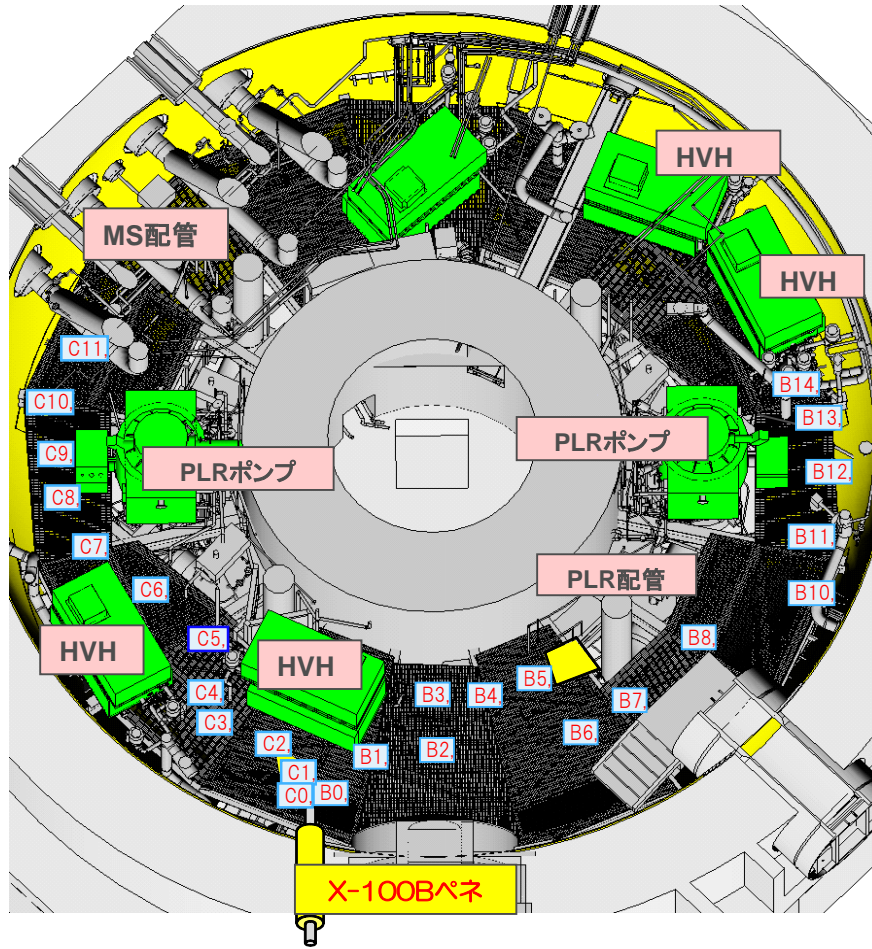 HVH
MS配管
HVH
C11
B14
C10
B13
PLRポンプ
C9
PLRポンプ
B12
C8
B11
C7
PLR配管
C6
B10
C5
B8
HVH
HVH
C4
B3
B4
B5
B7
C3
B6
C2
B1
B2
C1
C0
B0
X-100Bペネ